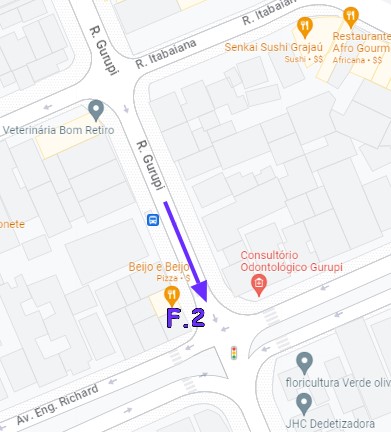 R. Itabaiana
Senkai Sushi Grajaú
Sushi • $$
Restaurante
Afro Gourm
Africana • $$
R. Gurupi
R. Itabaiana
Veterinária Bom Retiro
R. Gurupi
onete
Beijo e Beijo
Pizza • $
Consultório
Odontológico Gurupi
F.2
Av. Eng. Richard
floricultura Verde oliv
JHC Dedetizadora